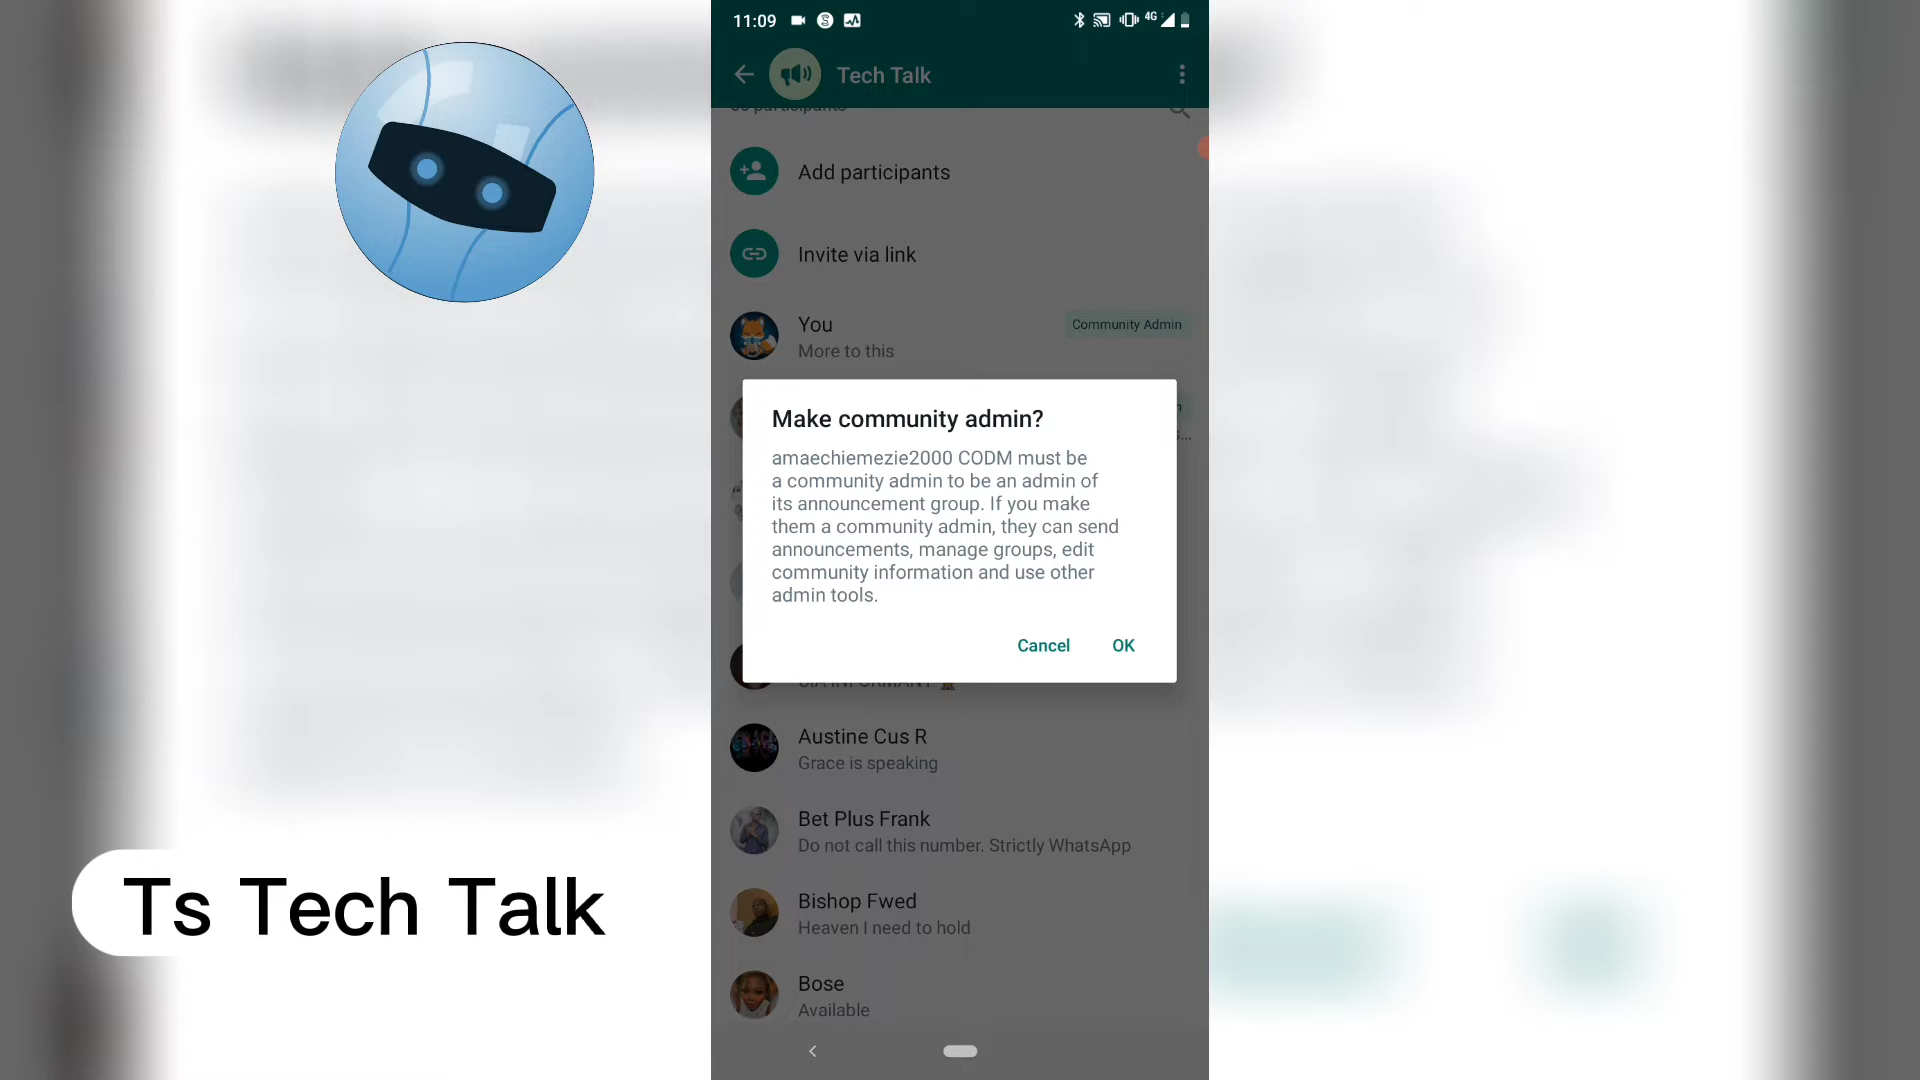 11:09
4G
Tech Talk
participants
Add participants
Invite via link
You
Community Admin
More to this
Make community admin?
amaechiemezie2000 CODM must be
a community admin to be an admin of
its announcement group. If you make
them a community admin, they can send
announcements, manage groups, edit
community information and use other
admin tools.
Cancel
OK
Austine Cus R
Grace is speaking
Bet Plus Frank
Do not call this number. Strictly WhatsApp
Bishop Fwed
Heaven I need to hold
Bose
Available
Ts Tech Talk